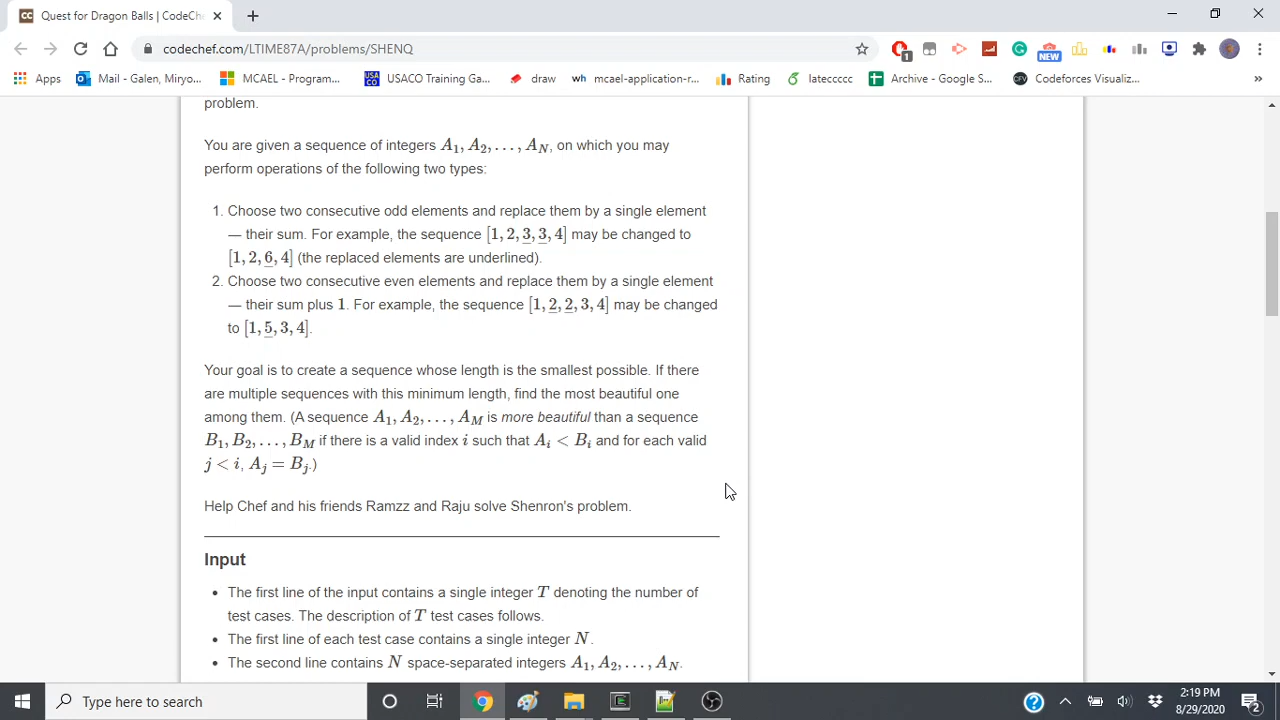 Quest for Dragon Balls | CodeChe
codechef.com/LTIME87A/problems/SHENQ
1
NEW
Apps
Mail - Galen, Miryo...
MCAEL - Program...
USA CO
USACO Training Ga...
draw
wh
mcael-application-r...
Rating
lateccccc
Archive - Google S...
CFV
Codeforces Visualiz...
»
problem.
You are given a sequence of integers A1, A2, . . . , AN, on which you may
perform operations of the following two types:
1. Choose two consecutive odd elements and replace them by a single element
— their sum. For example, the sequence [1, 2, 3, 3, 4] may be changed to
[1, 2, 6, 4] (the replaced elements are underlined).
2. Choose two consecutive even elements and replace them by a single element
— their sum plus 1. For example, the sequence [1, 2, 2, 3, 4] may be changed
to [1, 5, 3, 4].
Your goal is to create a sequence whose length is the smallest possible. If there
are multiple sequences with this minimum length, find the most beautiful one
among them. (A sequence A1, A2, . . . , AM is more beautiful than a sequence
B1, B2, . . . , BM if there is a valid index i such that Ai < Bi and for each valid
j < i, Aj = Bj.)
Help Chef and his friends Ramzz and Raju solve Shenron's problem.
Input
• The first line of the input contains a single integer T denoting the number of
test cases. The description of T test cases follows.
• The first line of each test case contains a single integer N.
• The second line contains N space-separated integers A1, A2, . . . , AN.
Type here to search
2:19 PM
8/29/2020
2